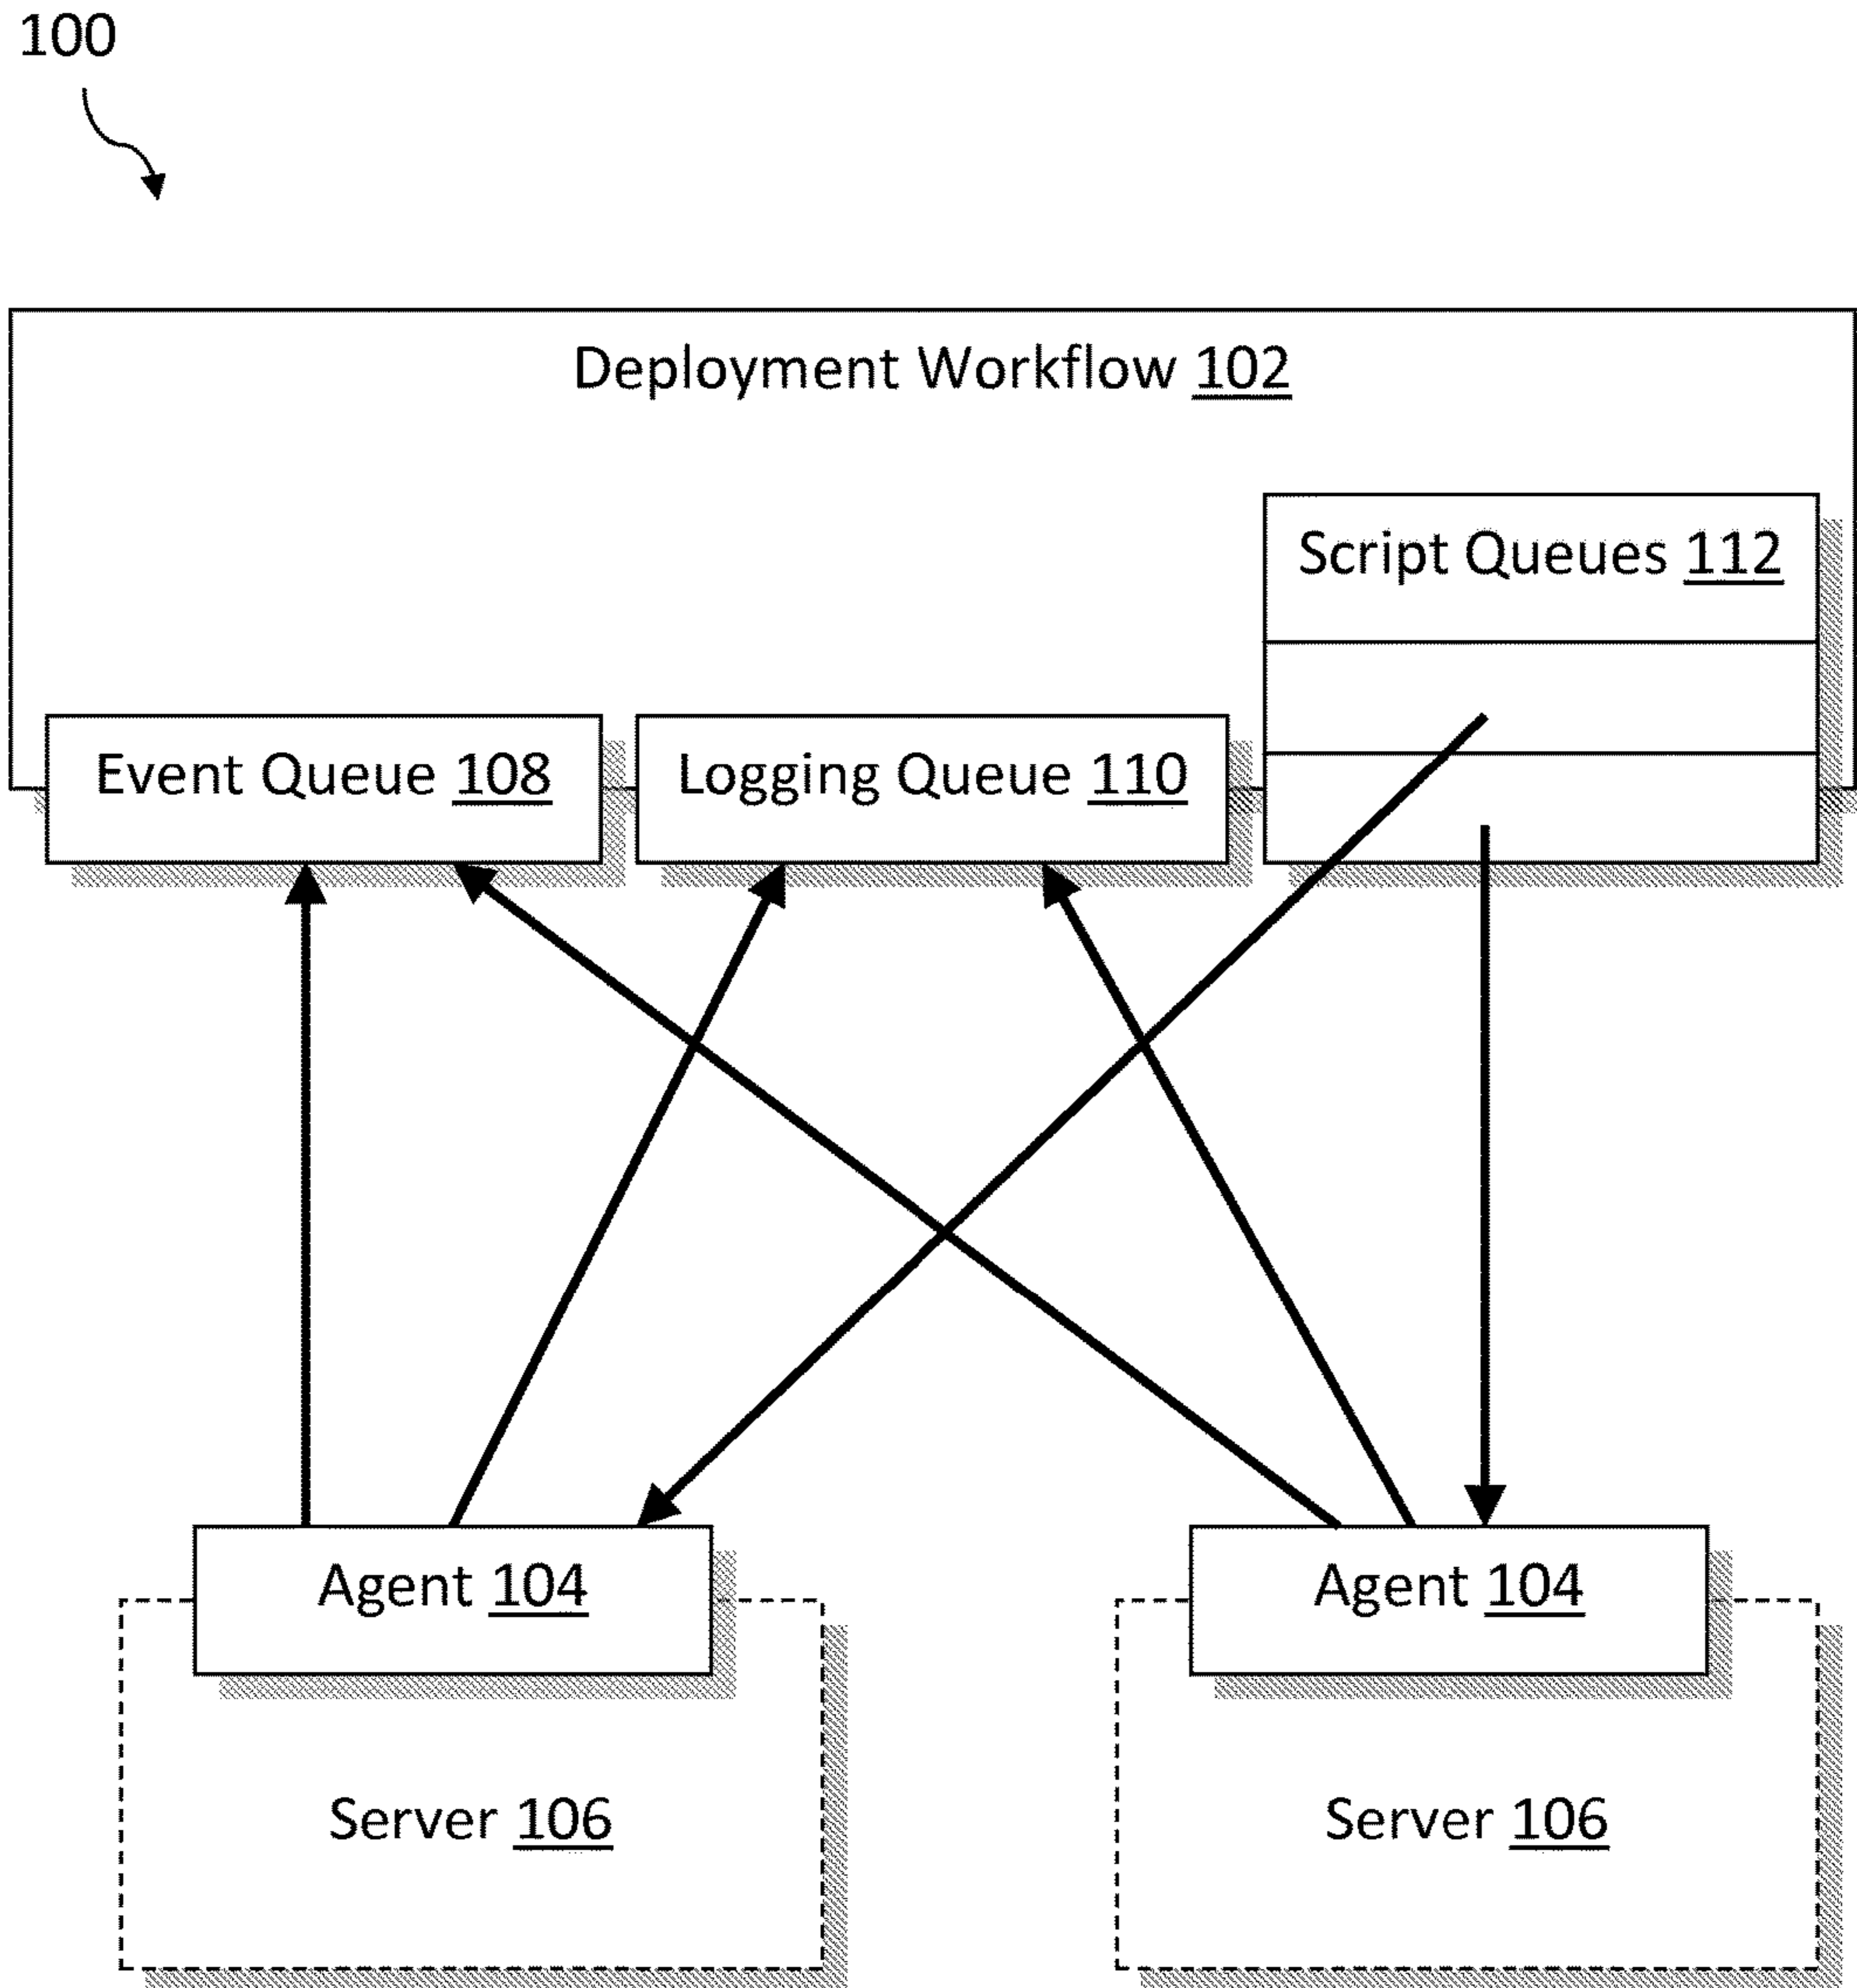 100
Deployment Workflow 102
Script Queues 112
Event Queue 108
Logging Queue 110
Agent 104
Agent 104
Server 106
Server 106